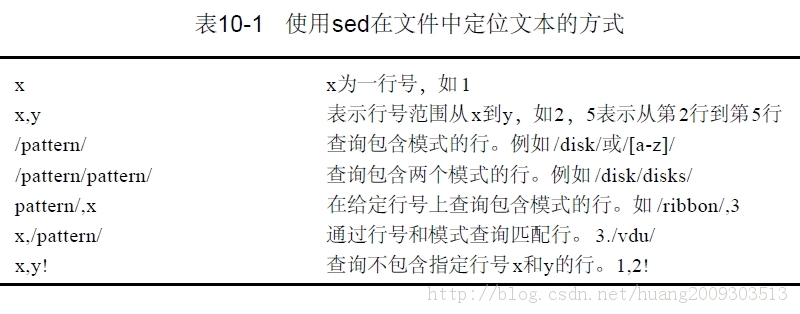 表10-1 使用sed在文件中定位文本的方式
x x为一行号，如1
x,y 表示行号范围从x到y，如2，5表示从第2行到第5行
/pattern/ 查询包含模式的行。例如/disk/或/[a-z]/
/pattern/pattern/ 查询包含两个模式的行。例如/disk/disks/
pattern/,x 在给定行号上查询包含模式的行。如/ribbon/,3
x,/pattern/ 通过行号和模式查询匹配行。3./vdu/
x,y! 查询不包含指定行号x和y的行。1,2!
http://blog.csdn.net/huang2009303513